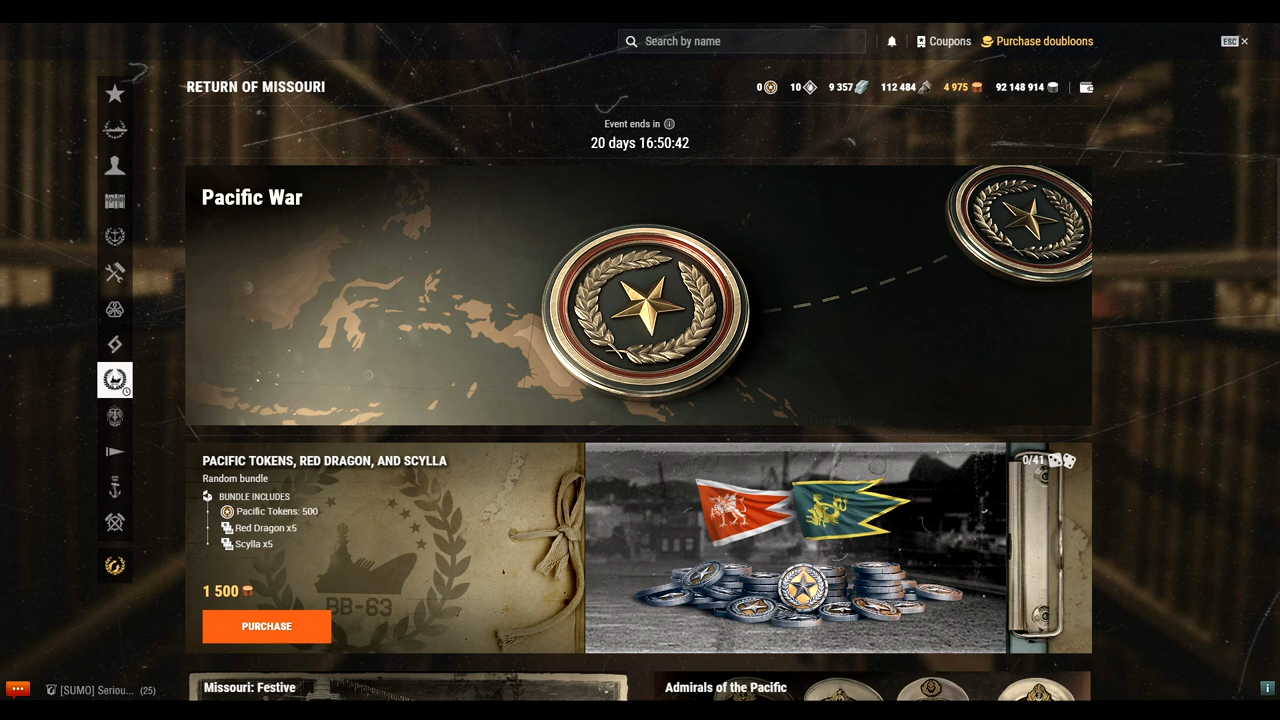 Search by name
Coupons
Purchase doubloons
ESC
RETURN OF MISSOURI
0
10
9 357
112 484
4 975
92 148 914
Event ends in
20 days 16:50:42
Pacific War
PACIFIC TOKENS, RED DRAGON, AND SCYLLA
Random bundle
BUNDLE INCLUDES
Pacific Tokens: 500
Red Dragon x5
Scylla x5
1 500
PURCHASE
BB-63
0/41
Missouri: Festive
Admirals of the Pacific
[SUMO] Seriou... (25)